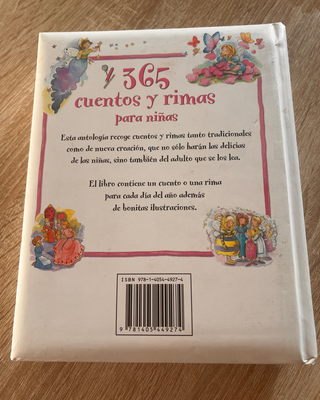 365
cuentos y rimas
para niñas
Esta antología recoge cuentos y rimas tanto tradicionales
como de nueva creación, que no sólo harán las delicias
de las niñas, sino también del adulto que se los lea.
El libro contiene un cuento o una rima
para cada día del año además
de bonitas ilustraciones.
ISBN 978-1-4054-4927-4
9 781405 449274